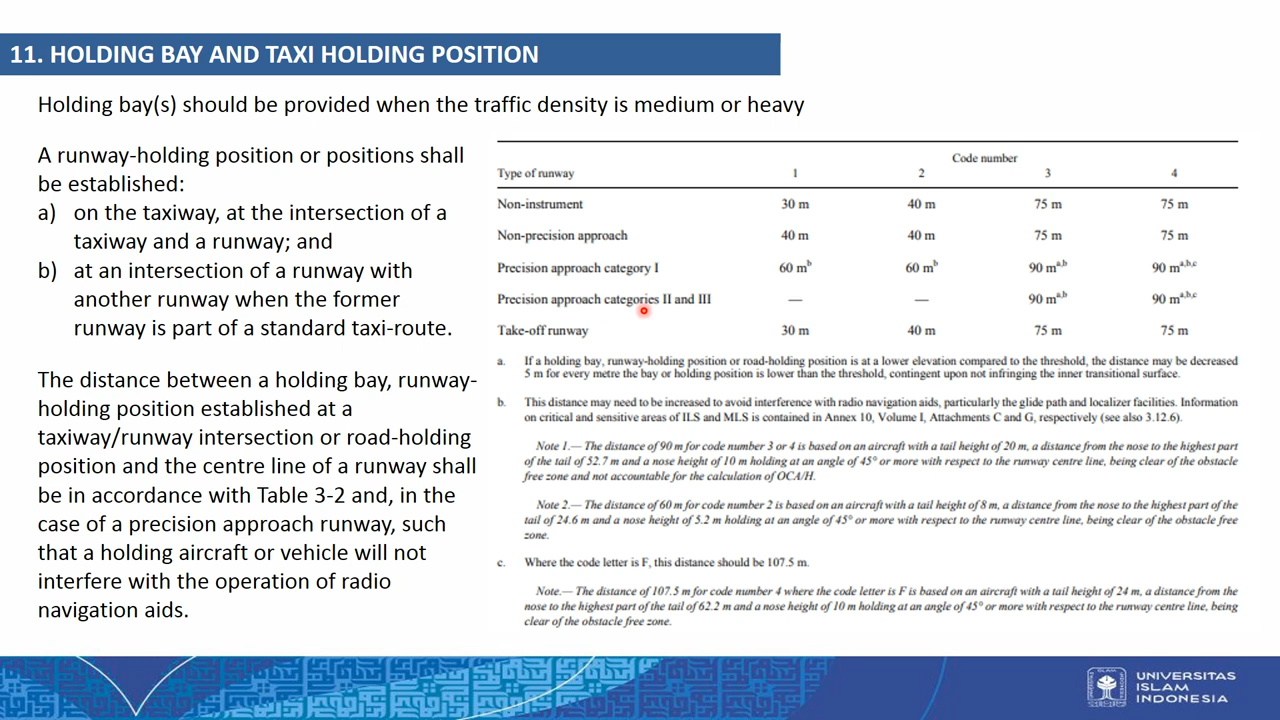 11. HOLDING BAY AND TAXI HOLDING POSITION
Holding bay(s) should be provided when the traffic density is medium or heavy
A runway-holding position or positions shall
be established:
a) on the taxiway, at the intersection of a
taxiway and a runway; and
b) at an intersection of a runway with
another runway when the former
runway is part of a standard taxi-route.
The distance between a holding bay, runway-
holding position established at a
taxiway/runway intersection or road-holding
position and the centre line of a runway shall
be in accordance with Table 3-2 and, in the
case of a precision approach runway, such
that a holding aircraft or vehicle will not
interfere with the operation of radio
navigation aids.
Code number
Type of runway 1 2 3 4
Non-instrument 30 m 40 m 75 m 75 m
Non-precision approach 40 m 40 m 75 m 75 m
Precision approach category I 60 m^b 60 m^b 90 m^a,b 90 m^a,b,c
Precision approach categories II and III — — 90 m^a,b 90 m^a,b,c
Take-off runway 30 m 40 m 75 m 75 m
a. If a holding bay, runway-holding position or road-holding position is at a lower elevation compared to the threshold, the distance may be decreased
5 m for every metre the bay or holding position is lower than the threshold, contingent upon not infringing the inner transitional surface.
b. This distance may need to be increased to avoid interference with radio navigation aids, particularly the glide path and localizer facilities. Information
on critical and sensitive areas of ILS and MLS is contained in Annex 10, Volume I, Attachments C and G, respectively (see also 3.12.6).
Note 1.— The distance of 90 m for code number 3 or 4 is based on an aircraft with a tail height of 20 m, a distance from the nose to the highest part
of the tail of 52.7 m and a nose height of 10 m holding at an angle of 45° or more with respect to the runway centre line, being clear of the obstacle
free zone and not accountable for the calculation of OCA/H.
Note 2.— The distance of 60 m for code number 2 is based on an aircraft with a tail height of 8 m, a distance from the nose to the highest part of the
tail of 24.6 m and a nose height of 5.2 m holding at an angle of 45° or more with respect to the runway centre line, being clear of the obstacle free
zone.
c. Where the code letter is F, this distance should be 107.5 m.
Note.— The distance of 107.5 m for code number 4 where the code letter is F is based on an aircraft with a tail height of 24 m, a distance from the
nose to the highest part of the tail of 62.2 m and a nose height of 10 m holding at an angle of 45° or more with respect to the runway centre line, being
clear of the obstacle free zone.
UNIVERSITAS
ISLAM
INDONESIA